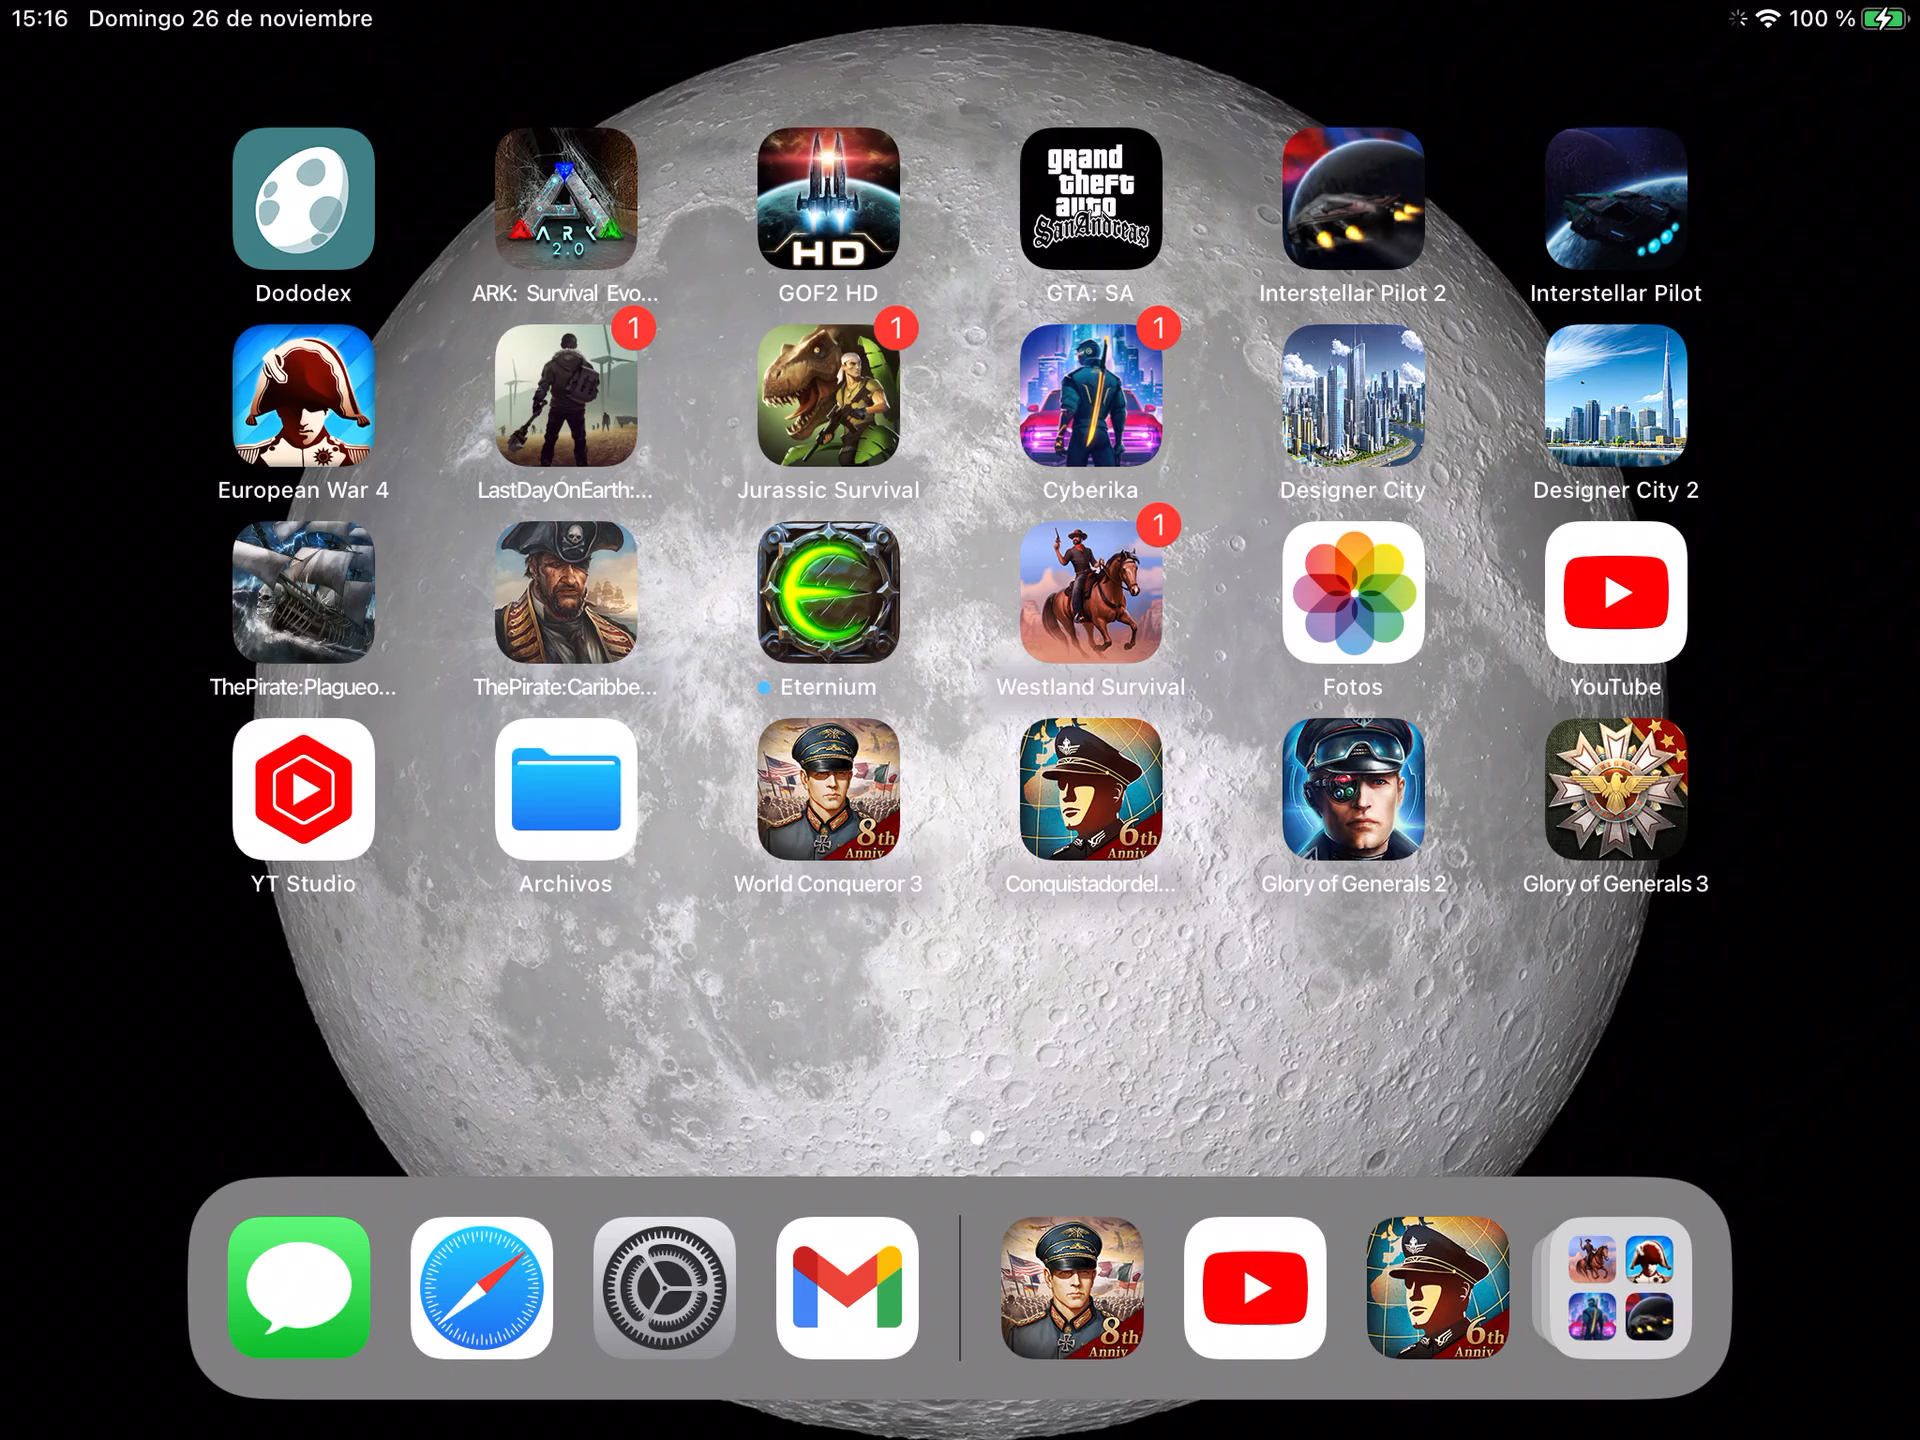 15:16 Domingo 26 de noviembre
100 %
ARK
2.0
HD
grand
theft
auto
San Andreas
Dododex
ARK: Survival Evo...
GOF2 HD
GTA: SA
Interstellar Pilot 2
Interstellar Pilot
1
1
1
European War 4
LastDayOnEarth:...
Jurassic Survival
Cyberika
Designer City
Designer City 2
1
ThePirate:Plagueo...
ThePirate:Caribbe...
Eternium
Westland Survival
Fotos
YouTube
8th
Anniv
6th
Anniv
YT Studio
Archivos
World Conqueror 3
Conquistadordel...
Glory of Generals 2
Glory of Generals 3
8th
Anniv
6th
Anniv